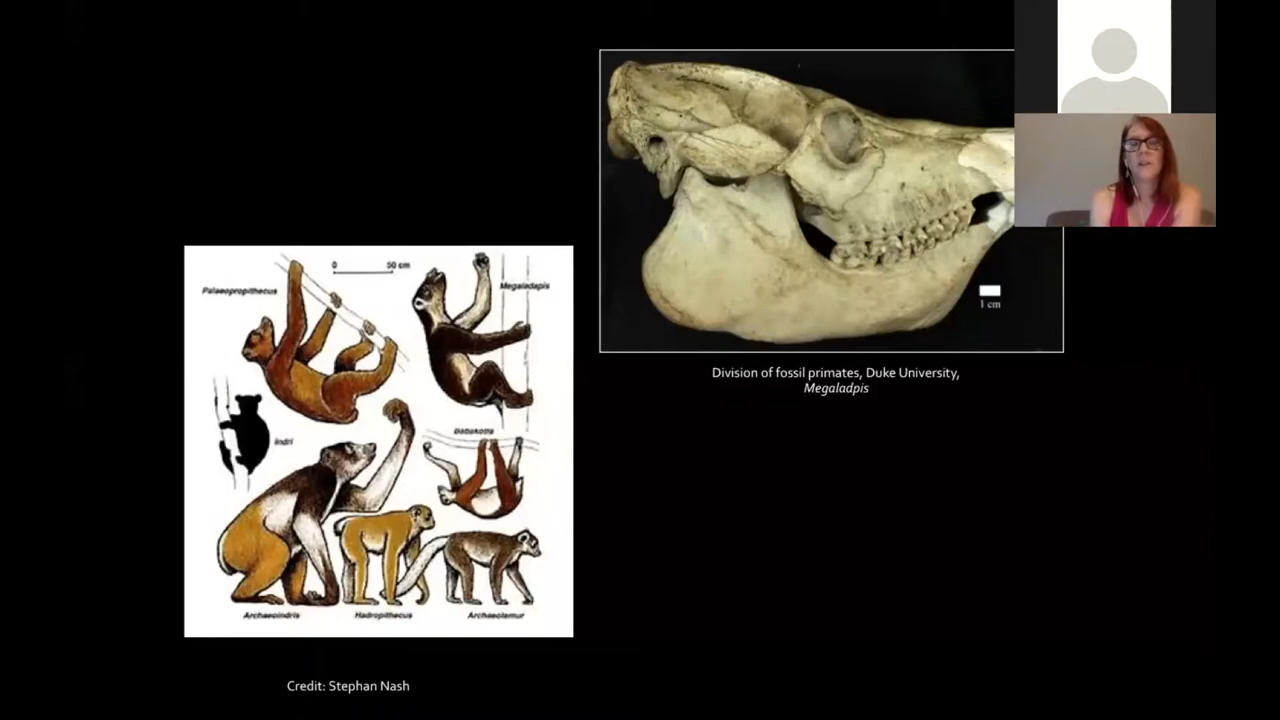 0 50 cm
Palaeopropithecus
Megaladapis
Indri
Babakotia
Archaeoindris Hadropithecus Archaeolemur
Credit: Stephan Nash
1 cm
Division of fossil primates, Duke University,
Megaladpis